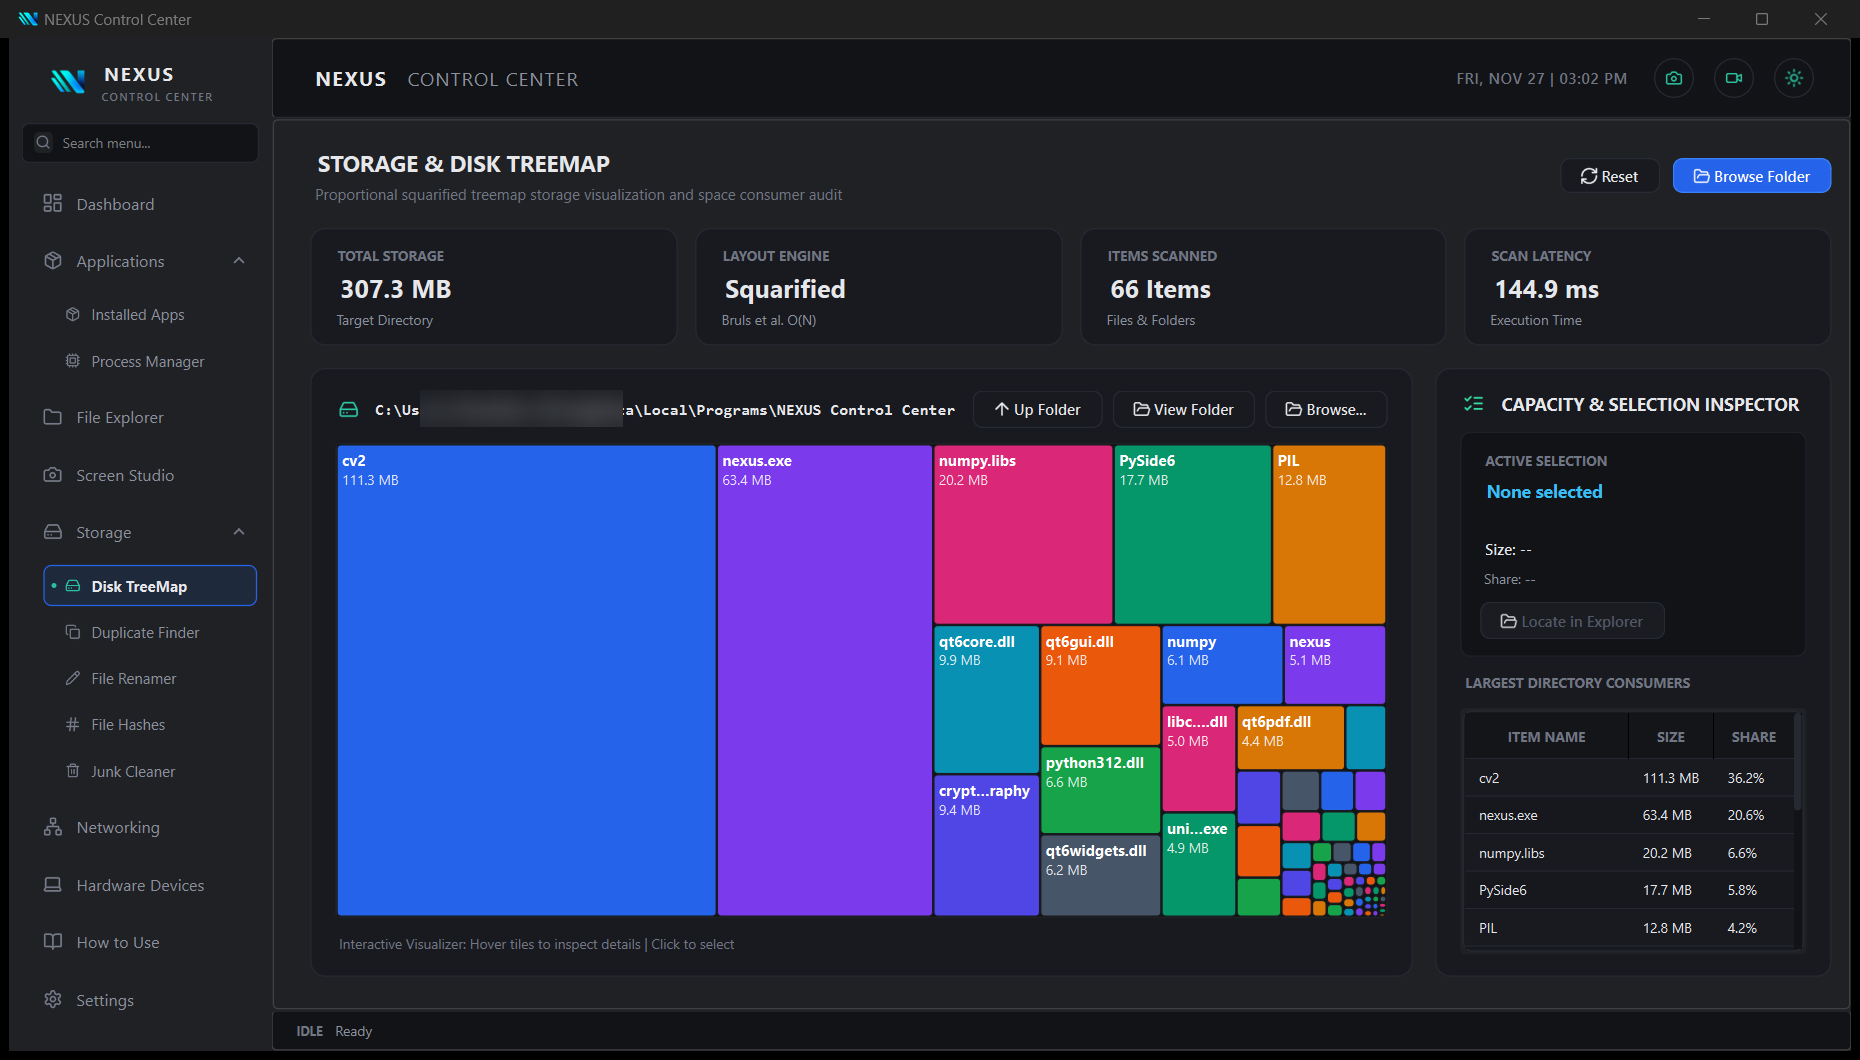 NEXUS Control Center
NEXUS
CONTROL CENTER
Search menu...
Dashboard
Applications
Installed Apps
Process Manager
File Explorer
Screen Studio
Storage
Disk TreeMap
Duplicate Finder
File Renamer
File Hashes
Junk Cleaner
Networking
Hardware Devices
How to Use
Settings
NEXUS CONTROL CENTER
FRI, NOV 27 | 03:02 PM
STORAGE & DISK TREEMAP
Proportional squarified treemap storage visualization and space consumer audit
Reset
Browse Folder
TOTAL STORAGE
307.3 MB
Target Directory
LAYOUT ENGINE
Squarified
Bruls et al. O(N)
ITEMS SCANNED
66 Items
Files & Folders
SCAN LATENCY
144.9 ms
Execution Time
C:\Us
a\Local\Programs\NEXUS Control Center
Up Folder
View Folder
Browse...
cv2
111.3 MB
nexus.exe
63.4 MB
numpy.libs
20.2 MB
PySide6
17.7 MB
PIL
12.8 MB
qt6core.dll
9.9 MB
qt6gui.dll
9.1 MB
numpy
6.1 MB
nexus
5.1 MB
libc....dll
5.0 MB
qt6pdf.dll
4.4 MB
python312.dll
6.6 MB
crypt...raphy
9.4 MB
uni...exe
4.9 MB
qt6widgets.dll
6.2 MB
Interactive Visualizer: Hover tiles to inspect details | Click to select
CAPACITY & SELECTION INSPECTOR
ACTIVE SELECTION
None selected
Size: --
Share: --
Locate in Explorer
LARGEST DIRECTORY CONSUMERS
ITEM NAME SIZE SHARE
cv2 111.3 MB 36.2%
nexus.exe 63.4 MB 20.6%
numpy.libs 20.2 MB 6.6%
PySide6 17.7 MB 5.8%
PIL 12.8 MB 4.2%
IDLE Ready